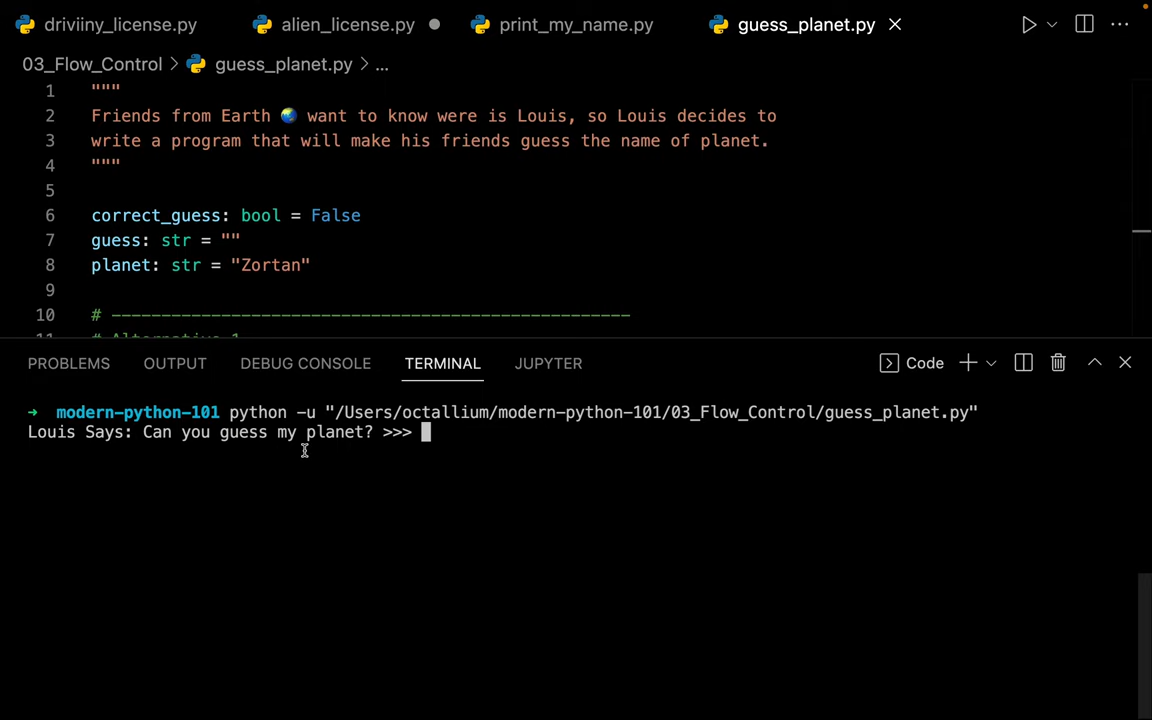 driviiny_license.py alien_license.py print_my_name.py guess_planet.py
03_Flow_Control > guess_planet.py > ...
1 """
2 Friends from Earth 🌏 want to know were is Louis, so Louis decides to
3 write a program that will make his friends guess the name of planet.
4 """
5
6 correct_guess: bool = False
7 guess: str = ""
8 planet: str = "Zortan"
9
10 # ----------------------------------------------------
11 # Alternative 1
PROBLEMS OUTPUT DEBUG CONSOLE TERMINAL JUPYTER Code
→ modern-python-101 python -u "/Users/octallium/modern-python-101/03_Flow_Control/guess_planet.py"
Louis Says: Can you guess my planet? >>>